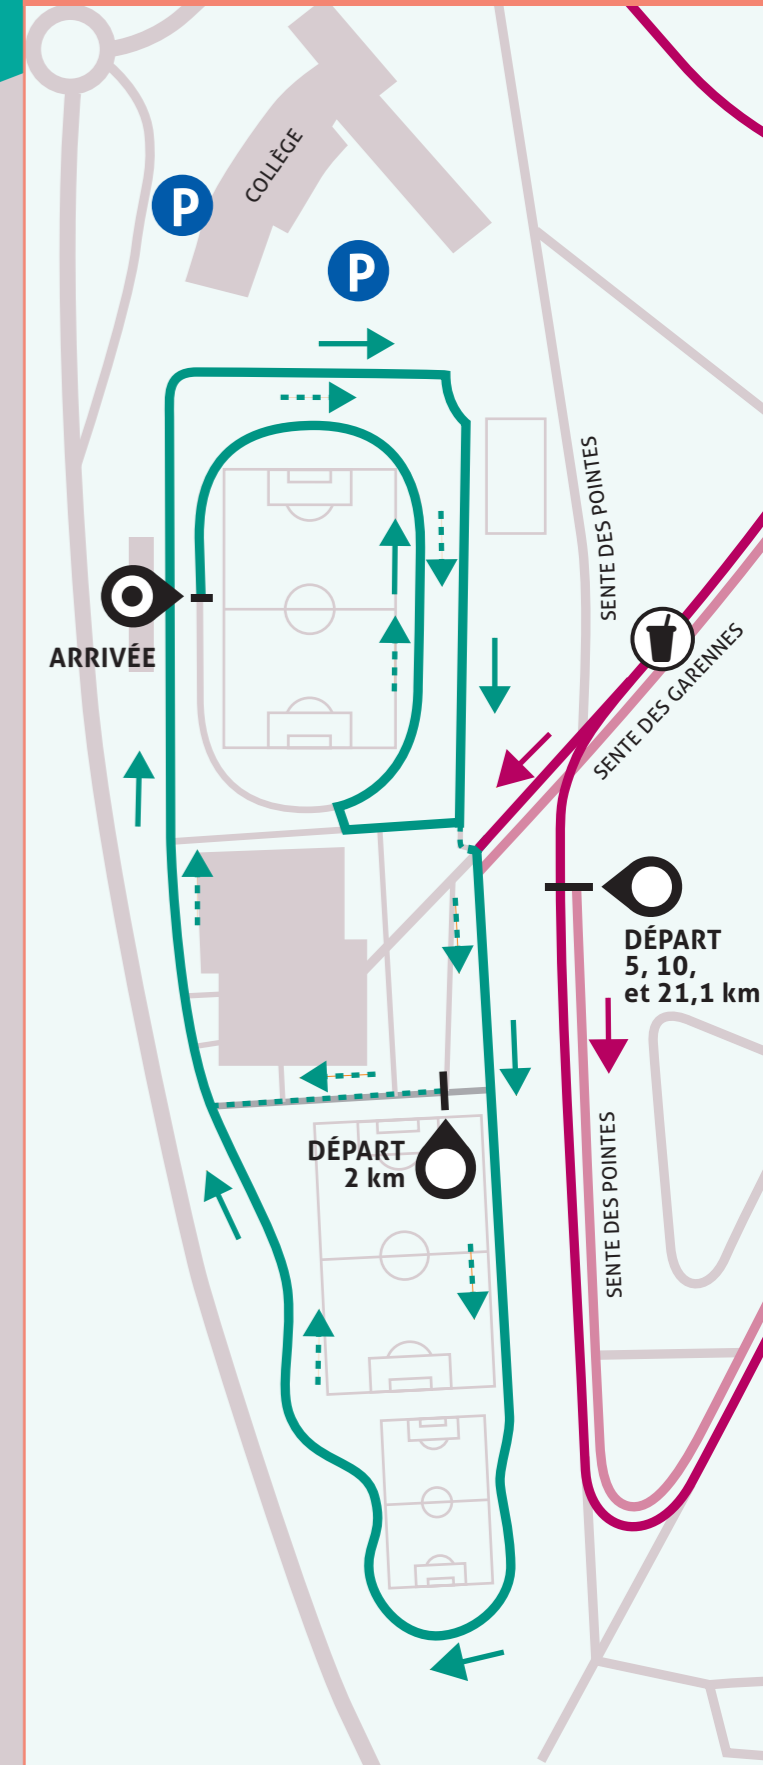 COLLÈGE
P
P
SENTE DES POINTES
SENTE DES GARENNES
ARRIVÉE
DÉPART
5, 10,
et 21,1 km
DÉPART
2 km
SENTE DES POINTES